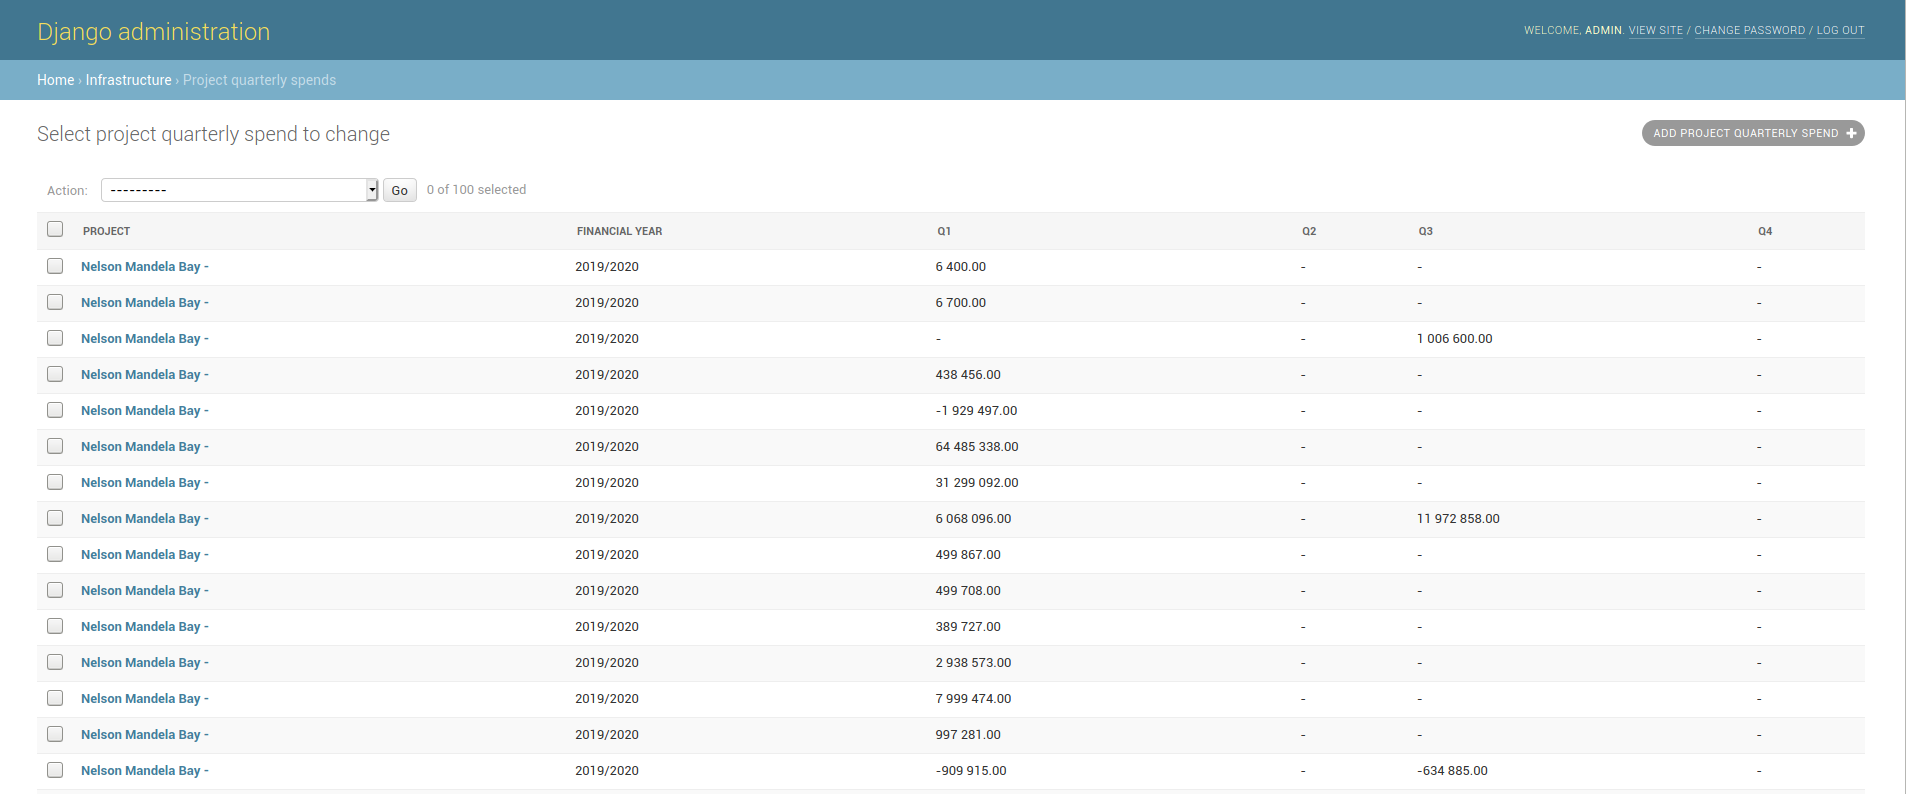 Django administration
WELCOME, ADMIN. VIEW SITE / CHANGE PASSWORD / LOG OUT
Home › Infrastructure › Project quarterly spends
Select project quarterly spend to change
ADD PROJECT QUARTERLY SPEND +
Action: --------- Go 0 of 100 selected
PROJECT FINANCIAL YEAR Q1 Q2 Q3 Q4
Nelson Mandela Bay - 2019/2020 6 400.00 - - -
Nelson Mandela Bay - 2019/2020 6 700.00 - - -
Nelson Mandela Bay - 2019/2020 - - 1 006 600.00 -
Nelson Mandela Bay - 2019/2020 438 456.00 - - -
Nelson Mandela Bay - 2019/2020 -1 929 497.00 - - -
Nelson Mandela Bay - 2019/2020 64 485 338.00 - - -
Nelson Mandela Bay - 2019/2020 31 299 092.00 - - -
Nelson Mandela Bay - 2019/2020 6 068 096.00 - 11 972 858.00 -
Nelson Mandela Bay - 2019/2020 499 867.00 - - -
Nelson Mandela Bay - 2019/2020 499 708.00 - - -
Nelson Mandela Bay - 2019/2020 389 727.00 - - -
Nelson Mandela Bay - 2019/2020 2 938 573.00 - - -
Nelson Mandela Bay - 2019/2020 7 999 474.00 - - -
Nelson Mandela Bay - 2019/2020 997 281.00 - - -
Nelson Mandela Bay - 2019/2020 -909 915.00 - -634 885.00 -